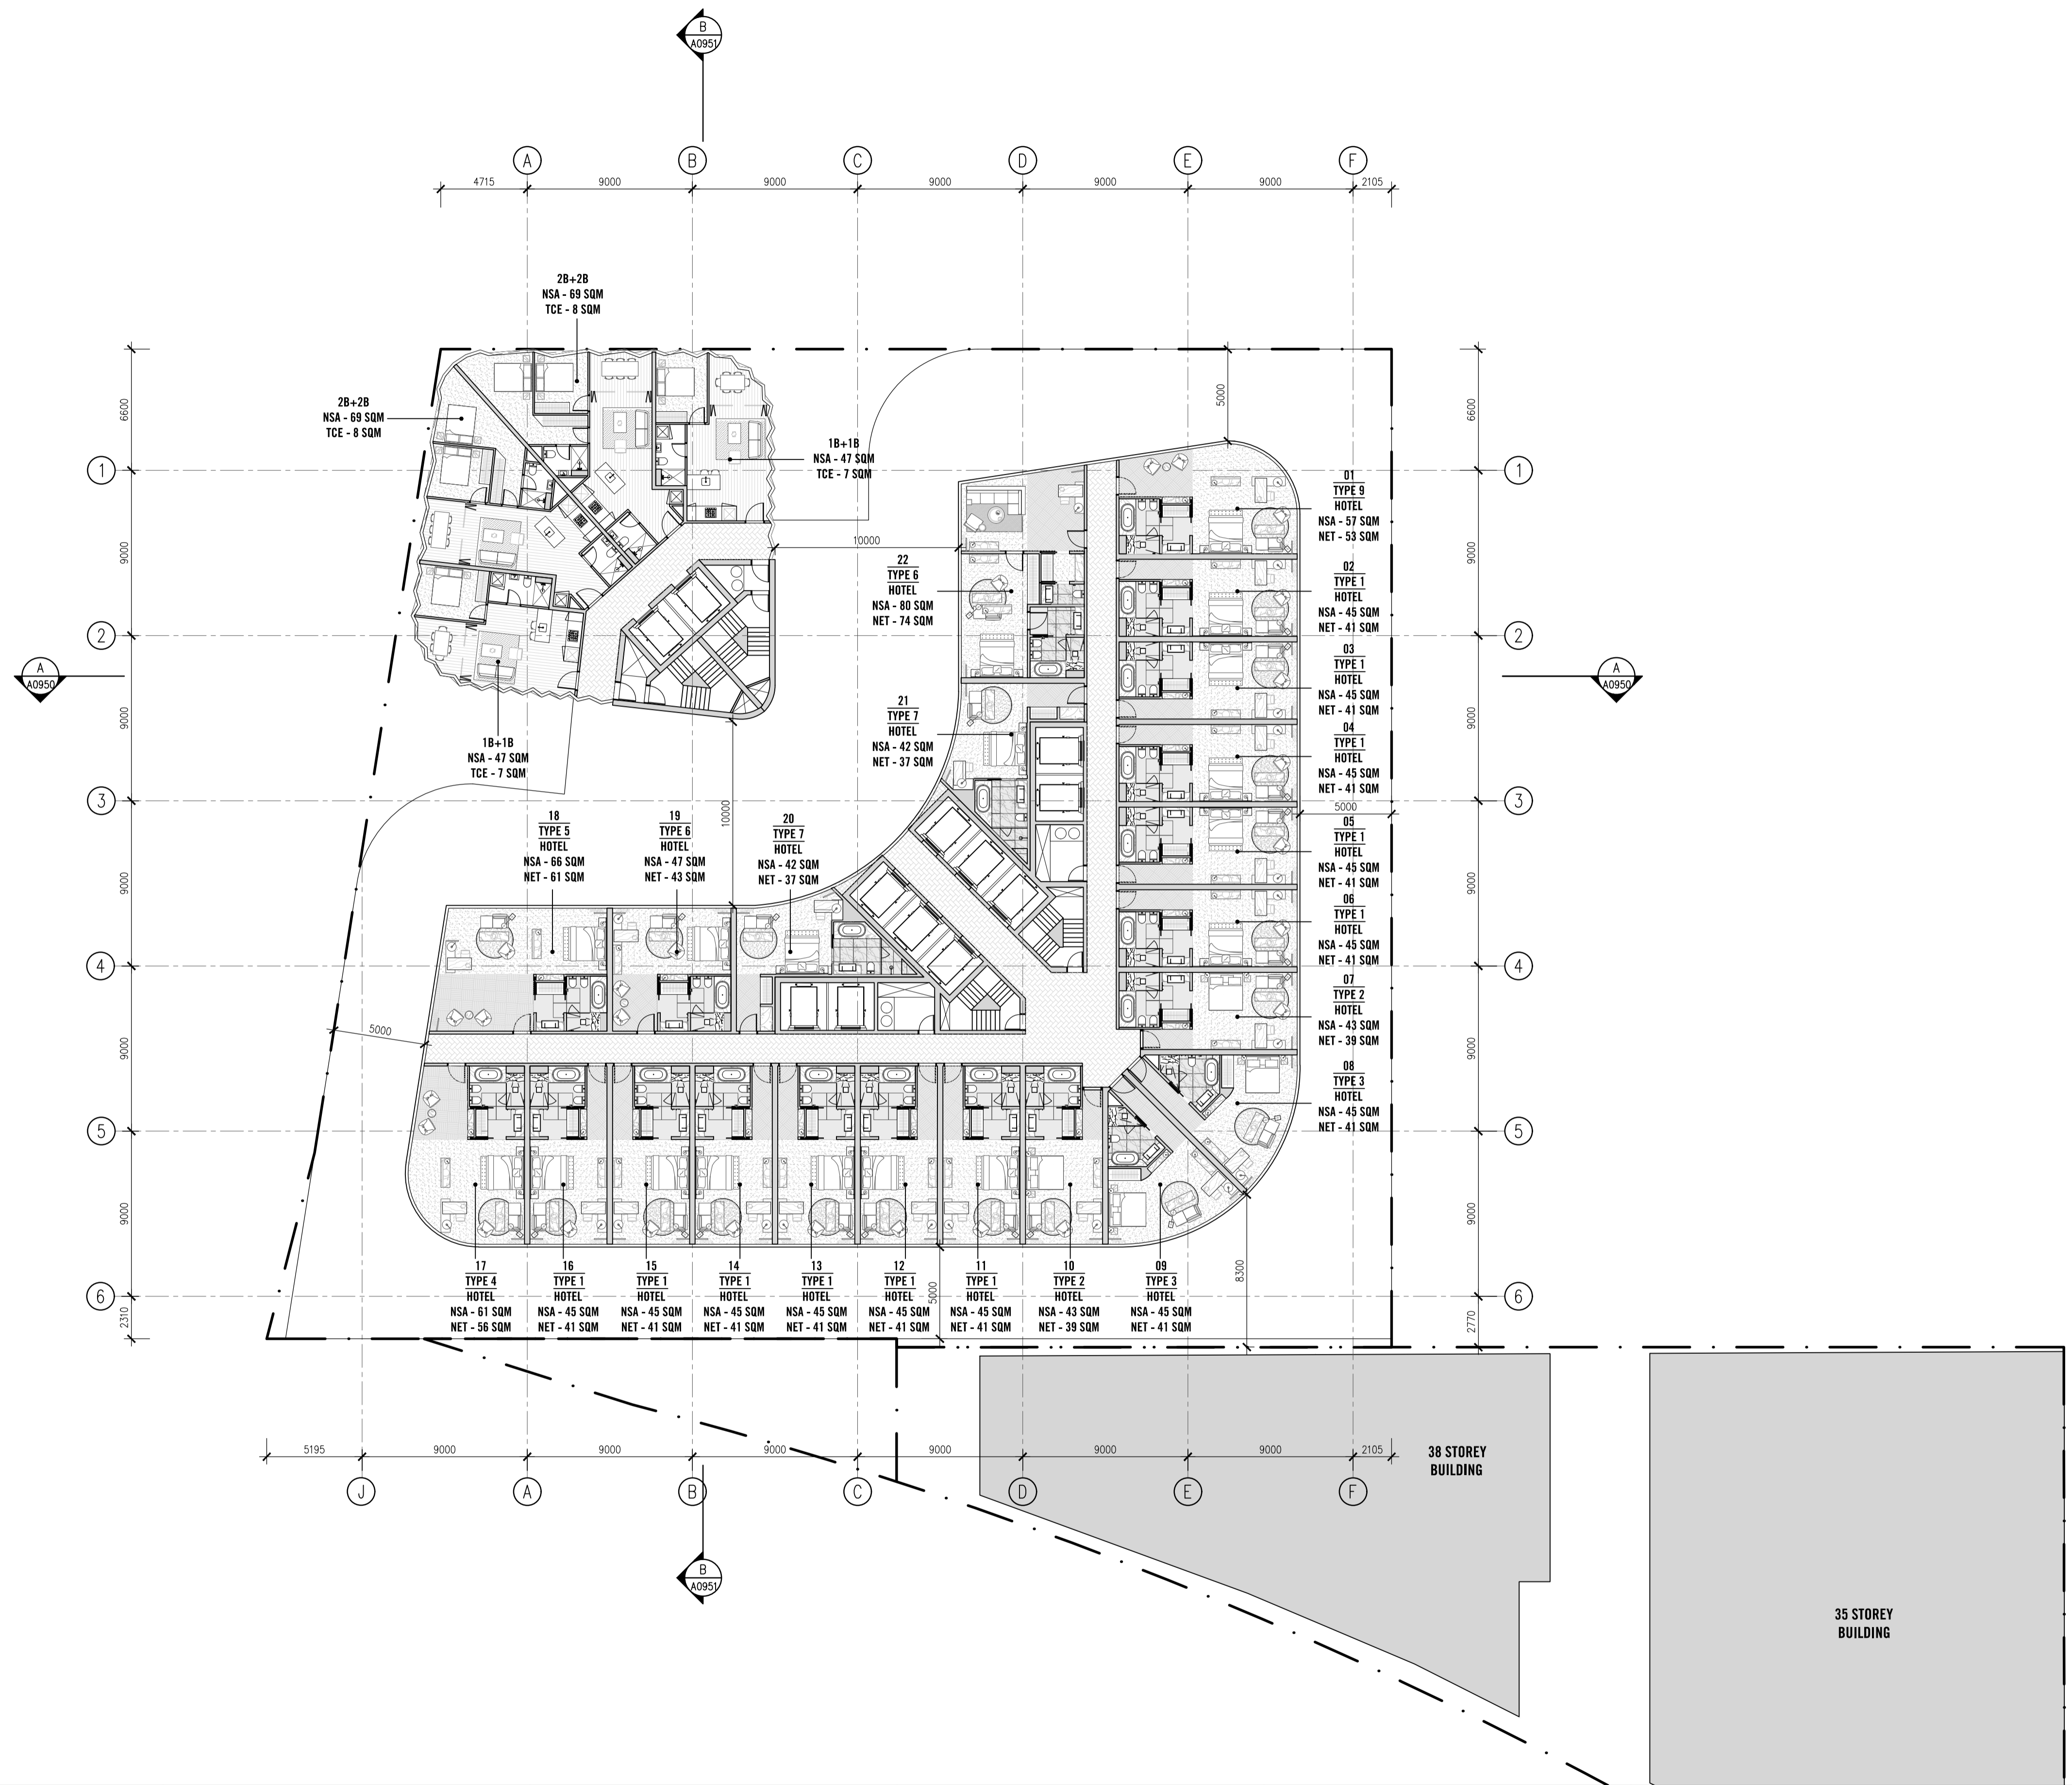 B
A0951
A
B
C
D
E
F
4715
9000
9000
9000
9000
9000
2105
2B+2B
NSA - 69 SQM
TCE - 8 SQM
2B+2B
NSA - 69 SQM
TCE - 8 SQM
1B+1B
NSA - 47 SQM
TCE - 7 SQM
1B+1B
NSA - 47 SQM
TCE - 7 SQM
6600
9000
9000
9000
9000
9000
2310
1
2
3
4
5
6
A
A0950
5000
10000
10000
5000
5000
5000
8300
22
TYPE 6
HOTEL
NSA - 80 SQM
NET - 74 SQM
21
TYPE 7
HOTEL
NSA - 42 SQM
NET - 37 SQM
18
TYPE 5
HOTEL
NSA - 66 SQM
NET - 61 SQM
19
TYPE 6
HOTEL
NSA - 47 SQM
NET - 43 SQM
20
TYPE 7
HOTEL
NSA - 42 SQM
NET - 37 SQM
01
TYPE 9
HOTEL
NSA - 57 SQM
NET - 53 SQM
02
TYPE 1
HOTEL
NSA - 45 SQM
NET - 41 SQM
03
TYPE 1
HOTEL
NSA - 45 SQM
NET - 41 SQM
04
TYPE 1
HOTEL
NSA - 45 SQM
NET - 41 SQM
05
TYPE 1
HOTEL
NSA - 45 SQM
NET - 41 SQM
06
TYPE 1
HOTEL
NSA - 45 SQM
NET - 41 SQM
07
TYPE 2
HOTEL
NSA - 43 SQM
NET - 39 SQM
08
TYPE 3
HOTEL
NSA - 45 SQM
NET - 41 SQM
17
TYPE 4
HOTEL
NSA - 61 SQM
NET - 56 SQM
16
TYPE 1
HOTEL
NSA - 45 SQM
NET - 41 SQM
15
TYPE 1
HOTEL
NSA - 45 SQM
NET - 41 SQM
14
TYPE 1
HOTEL
NSA - 45 SQM
NET - 41 SQM
13
TYPE 1
HOTEL
NSA - 45 SQM
NET - 41 SQM
12
TYPE 1
HOTEL
NSA - 45 SQM
NET - 41 SQM
11
TYPE 1
HOTEL
NSA - 45 SQM
NET - 41 SQM
10
TYPE 2
HOTEL
NSA - 43 SQM
NET - 39 SQM
09
TYPE 3
HOTEL
NSA - 45 SQM
NET - 41 SQM
6600
9000
9000
9000
9000
9000
2770
1
2
3
4
5
6
A
A0950
5195
9000
9000
9000
9000
9000
9000
2105
J
A
B
C
D
E
F
B
A0951
38 STOREY
BUILDING
35 STOREY
BUILDING